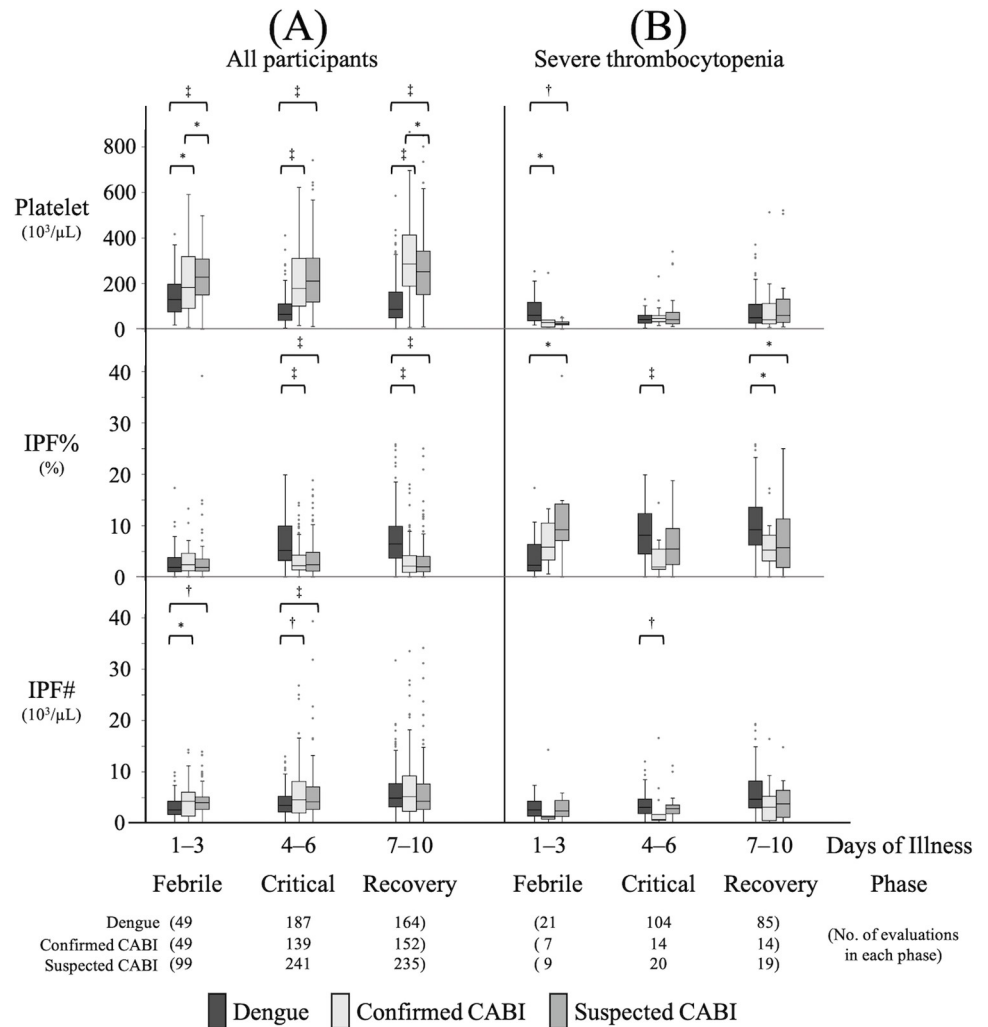 (A) (B)
All participants Severe thrombocytopenia
‡ ‡ ‡ †
* *
* ‡ ‡ *
800
600
Platelet
(10³/µL)
400
200
0
‡ ‡ * *
‡ ‡ ‡ *
40
30
IPF%
(%)
20
10
0
† ‡
* † †
40
30
IPF#
(10³/µL)
20
10
0
1–3 4–6 7–10 1–3 4–6 7–10 Days of Illness
Febrile Critical Recovery Febrile Critical Recovery Phase
Dengue (49 187 164) (21 104 85)
Confirmed CABI (49 139 152) ( 7 14 14)
Suspected CABI (99 241 235) ( 9 20 19)
(No. of evaluations
in each phase)
Dengue Confirmed CABI Suspected CABI